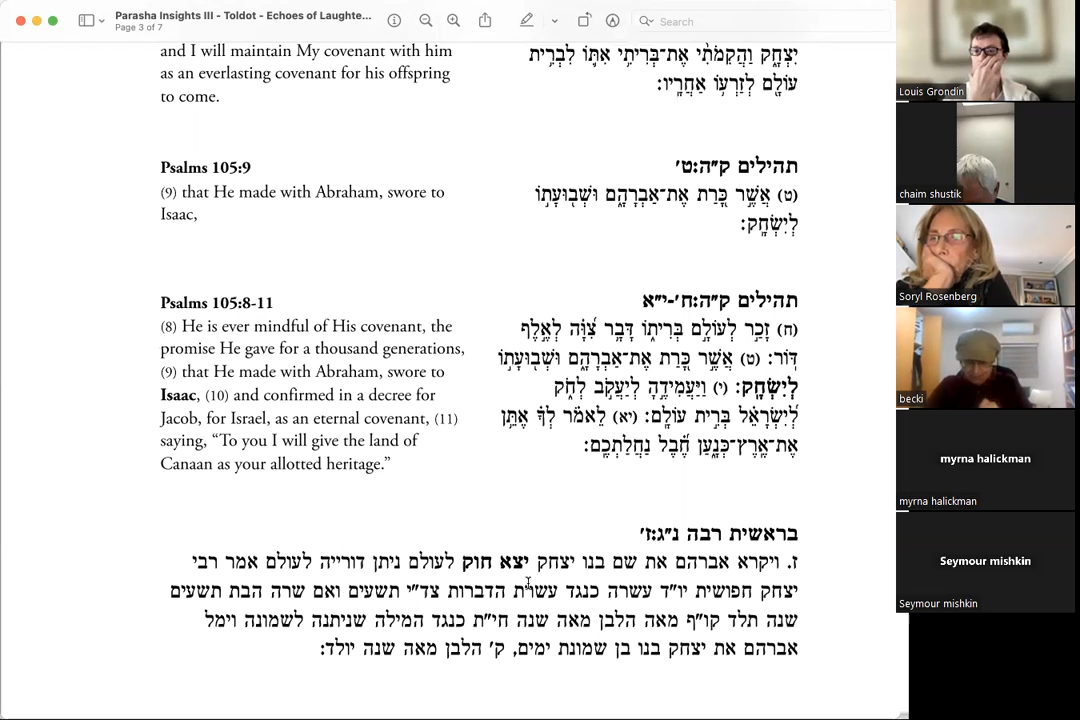 Parasha Insights III - Toldot - Echoes of Laughte...
Page 3 of 7
Search
and I will maintain My covenant with him
as an everlasting covenant for his offspring
to come.
יִצְחָ֑ק וַהֲקִמֹתִ֨י אֶת־בְּרִיתִ֥י אִתּ֛וֹ לִבְרִ֥ית
עוֹלָ֖ם לְזַרְע֥וֹ אַחֲרָֽיו׃
Psalms 105:9
(9) that He made with Abraham, swore to
Isaac,
תהילים ק״ה:ט׳
(ט) אֲשֶׁ֣ר כָּ֭רַת אֶת־אַבְרָהָ֑ם וּשְׁב֖וּעָת֣וֹ
לְיִשְׂחָֽק׃
Psalms 105:8-11
(8) He is ever mindful of His covenant, the
promise He gave for a thousand generations,
(9) that He made with Abraham, swore to
Isaac, (10) and confirmed in a decree for
Jacob, for Israel, as an eternal covenant, (11)
saying, “To you I will give the land of
Canaan as your allotted heritage.”
תהילים ק״ה:ח׳-י״א
(ח) זָכַ֣ר לְעוֹלָ֣ם בְּרִית֑וֹ דָּבָ֥ר צִ֝וָּ֗ה לְאֶ֣לֶף
דּֽוֹר׃ (ט) אֲשֶׁ֣ר כָּ֭רַת אֶת־אַבְרָהָ֑ם וּשְׁב֖וּעָת֣וֹ
לְיִשְׂחָֽק׃ (י) וַיַּעֲמִידֶ֣הָ לְיַעֲקֹ֣ב לְחֹ֑ק
לְ֝יִשְׂרָאֵ֗ל בְּרִ֣ית עוֹלָֽם׃ (יא) לֵאמֹ֗ר לְךָ֗ אֶתֵּ֥ן
אֶת־אֶֽרֶץ־כְּנָ֑עַן חֶ֝֗בֶל נַחֲלַתְכֶֽם׃
בראשית רבה נ״ג:ז׳
ז. ויקרא אברהם את שם בנו יצחק יצא חוק לעולם ניתן דורייה לעולם אמר רבי
יצחק חפושית יו״ד עשרה כנגד עשרת הדברות צד״י תשעים ואם שרה הבת תשעים
שנה תלד קו״ף מאה הלבן מאה שנה חי״ת כנגד המילה שניתנה לשמונה וימל
אברהם את יצחק בנו בן שמונת ימים, ק׳ הלבן מאה שנה יולד:
Louis Grondin
chaim shustik
Soryl Rosenberg
becki
myrna halickman
myrna halickman
Seymour mishkin
Seymour mishkin